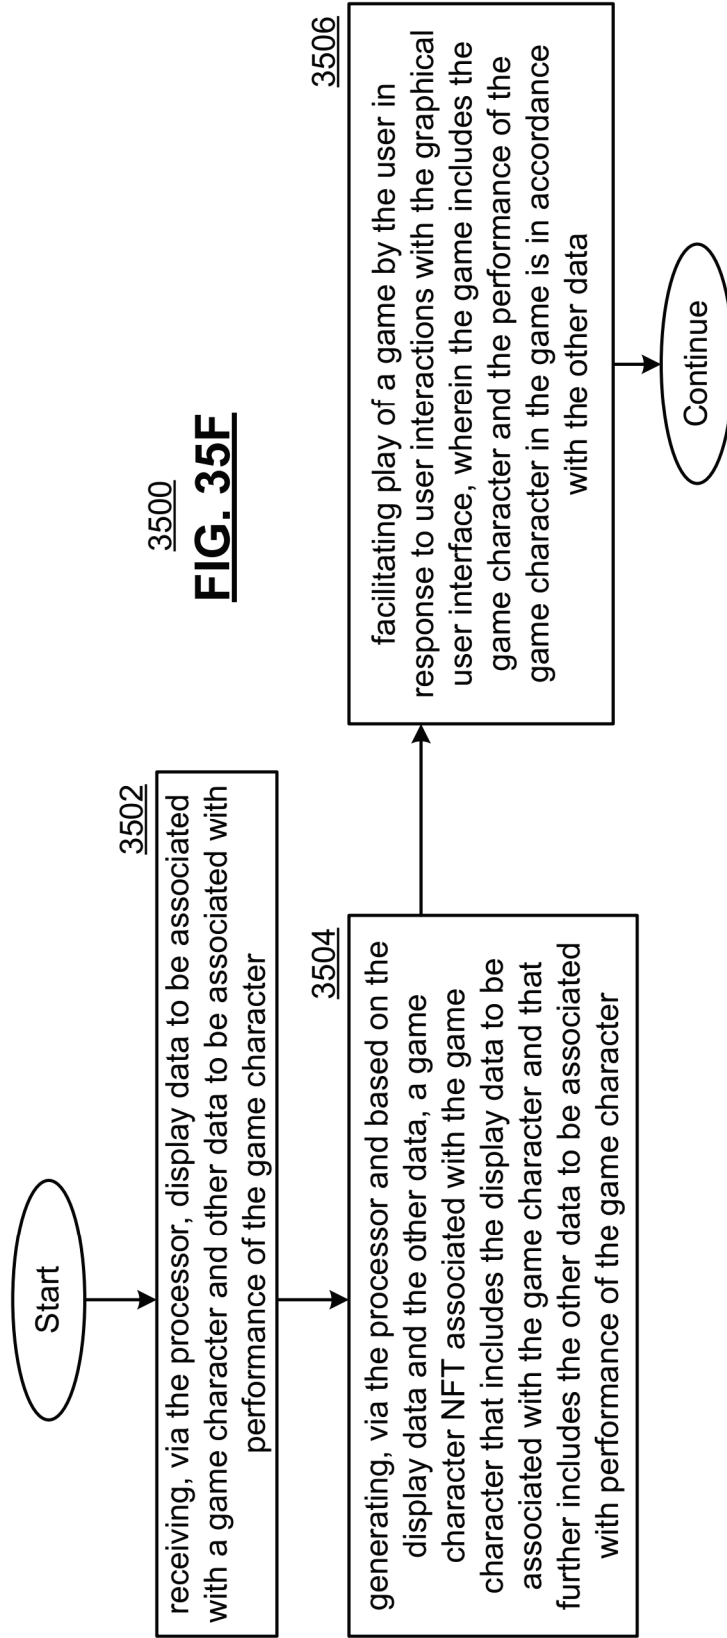 3500
FIG. 35F
Start
3502
receiving, via the processor, display data to be associated
with a game character and other data to be associated with
performance of the game character
3504
generating, via the processor and based on the
display data and the other data, a game
character NFT associated with the game
character that includes the display data to be
associated with the game character and that
further includes the other data to be associated
with performance of the game character
3506
facilitating play of a game by the user in
response to user interactions with the graphical
user interface, wherein the game includes the
game character and the performance of the
game character in the game is in accordance
with the other data
Continue